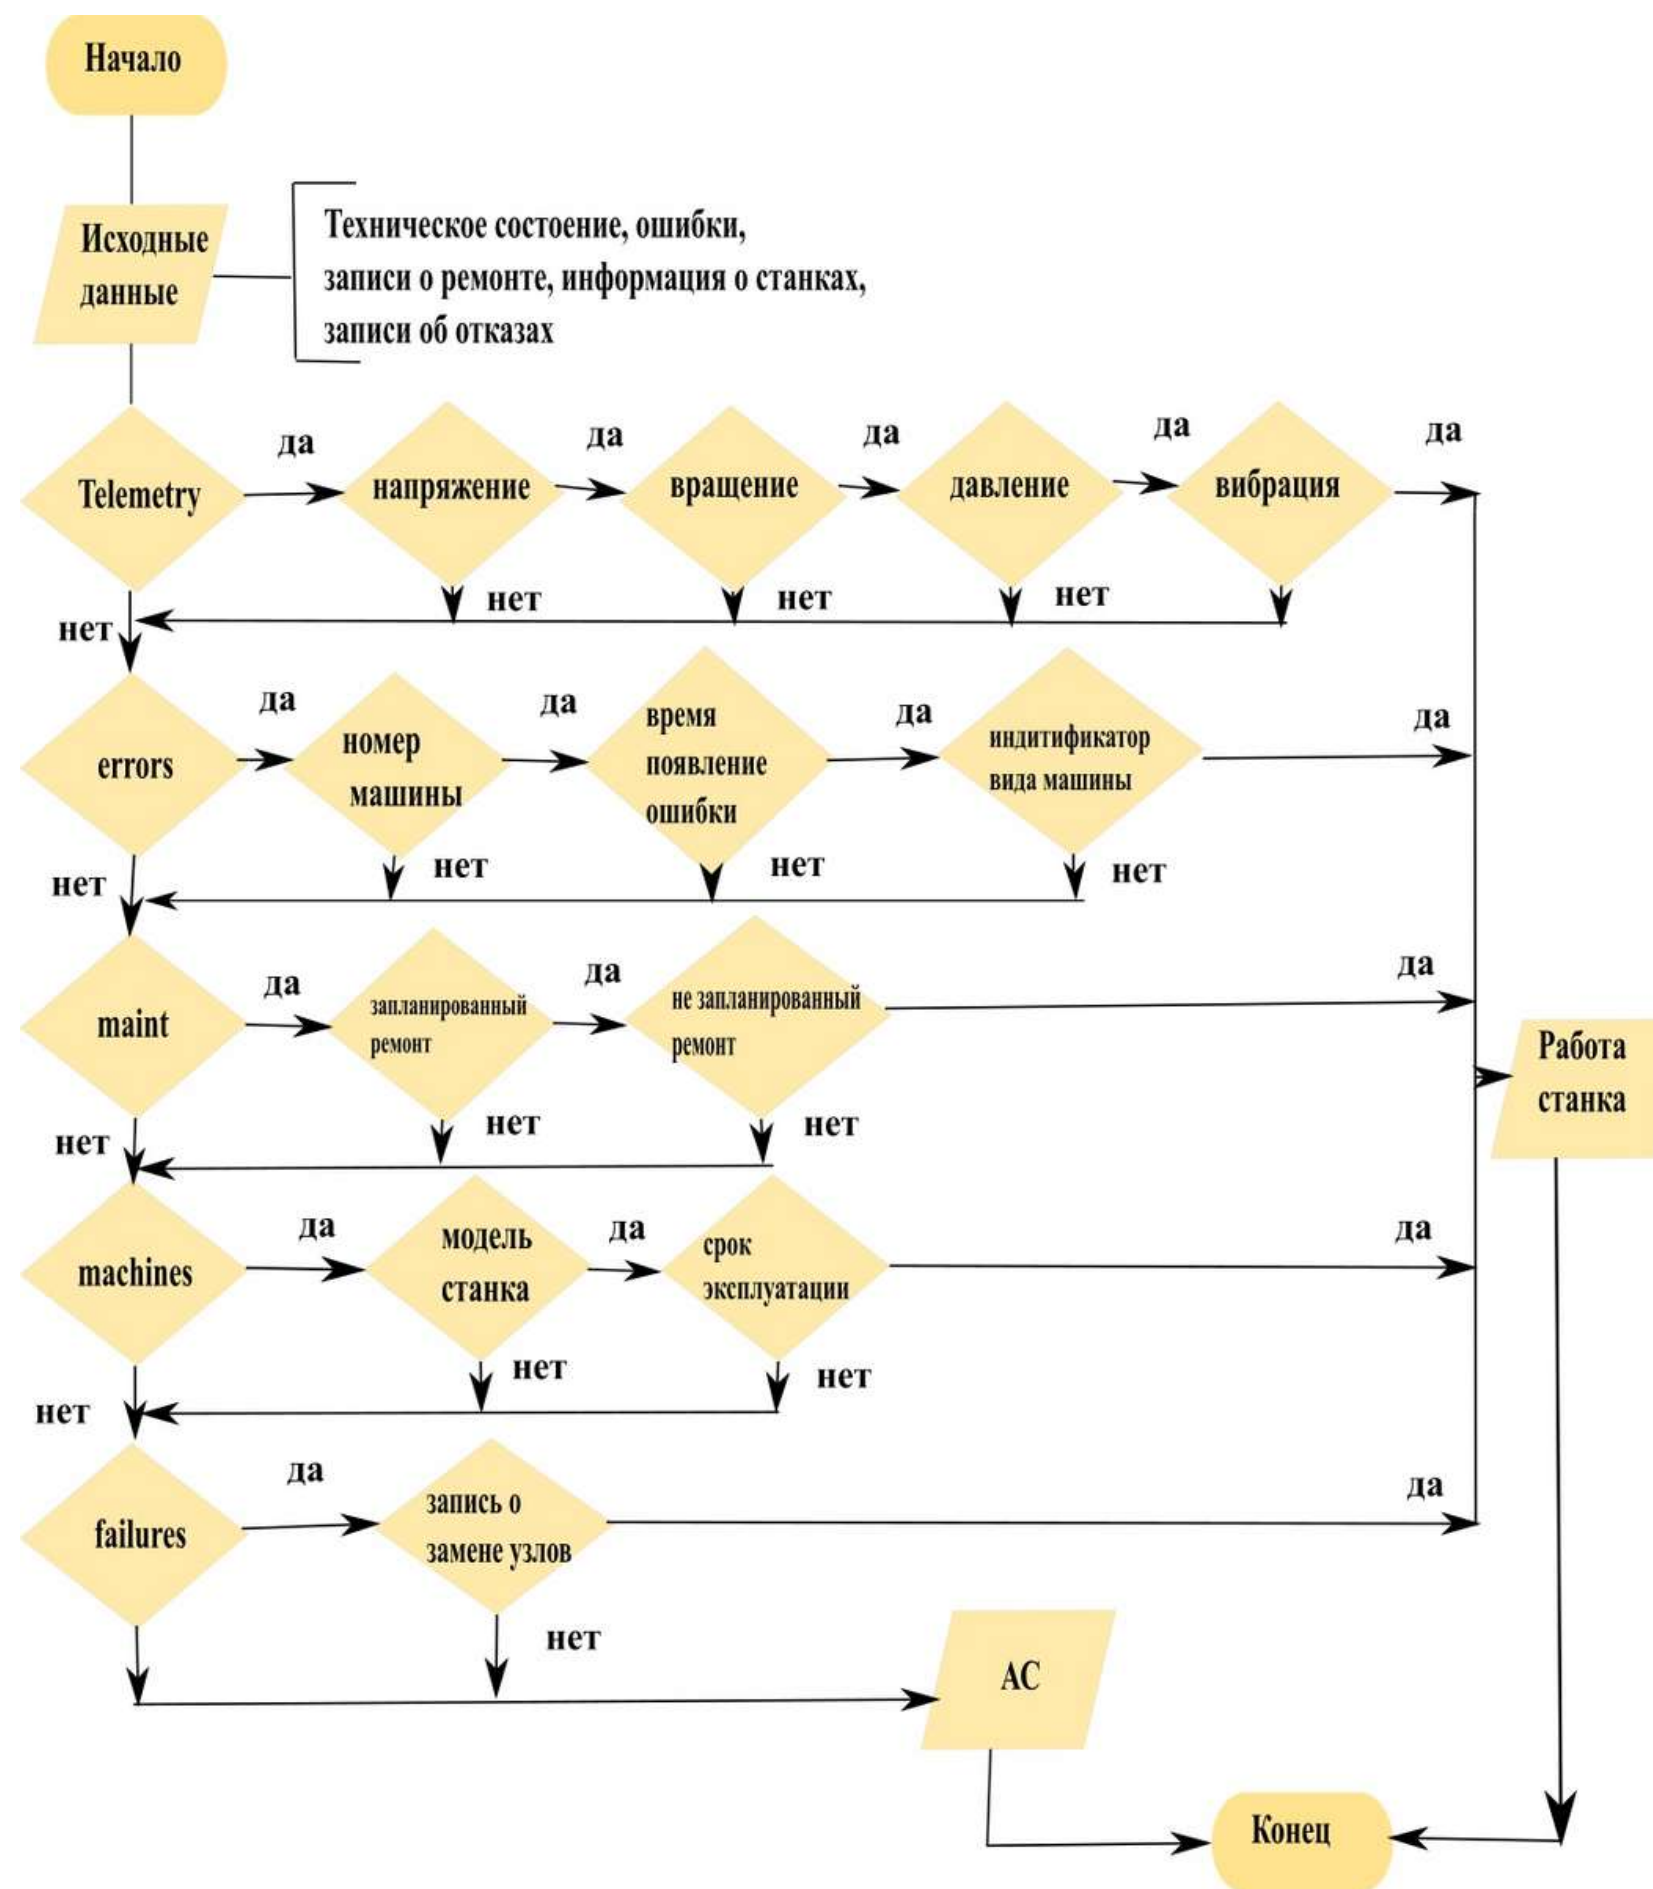 Начало
Исходные
данные
Техническое состоение, ошибки,
записи о ремонте, информация о станках,
записи об отказах
Telemetry
да
напряжение
да
вращение
да
давление
да
вибрация
да
нет
нет
нет
нет
errors
да
номер
машины
да
время
появление
ошибки
да
индитификатор
вида машины
да
нет
нет
нет
нет
maint
да
запланированный
ремонт
да
не запланированный
ремонт
да
Работа
станка
нет
нет
нет
machines
да
модель
станка
да
срок
эксплуатации
да
нет
нет
нет
failures
да
запись о
замене узлов
да
нет
АС
Конец